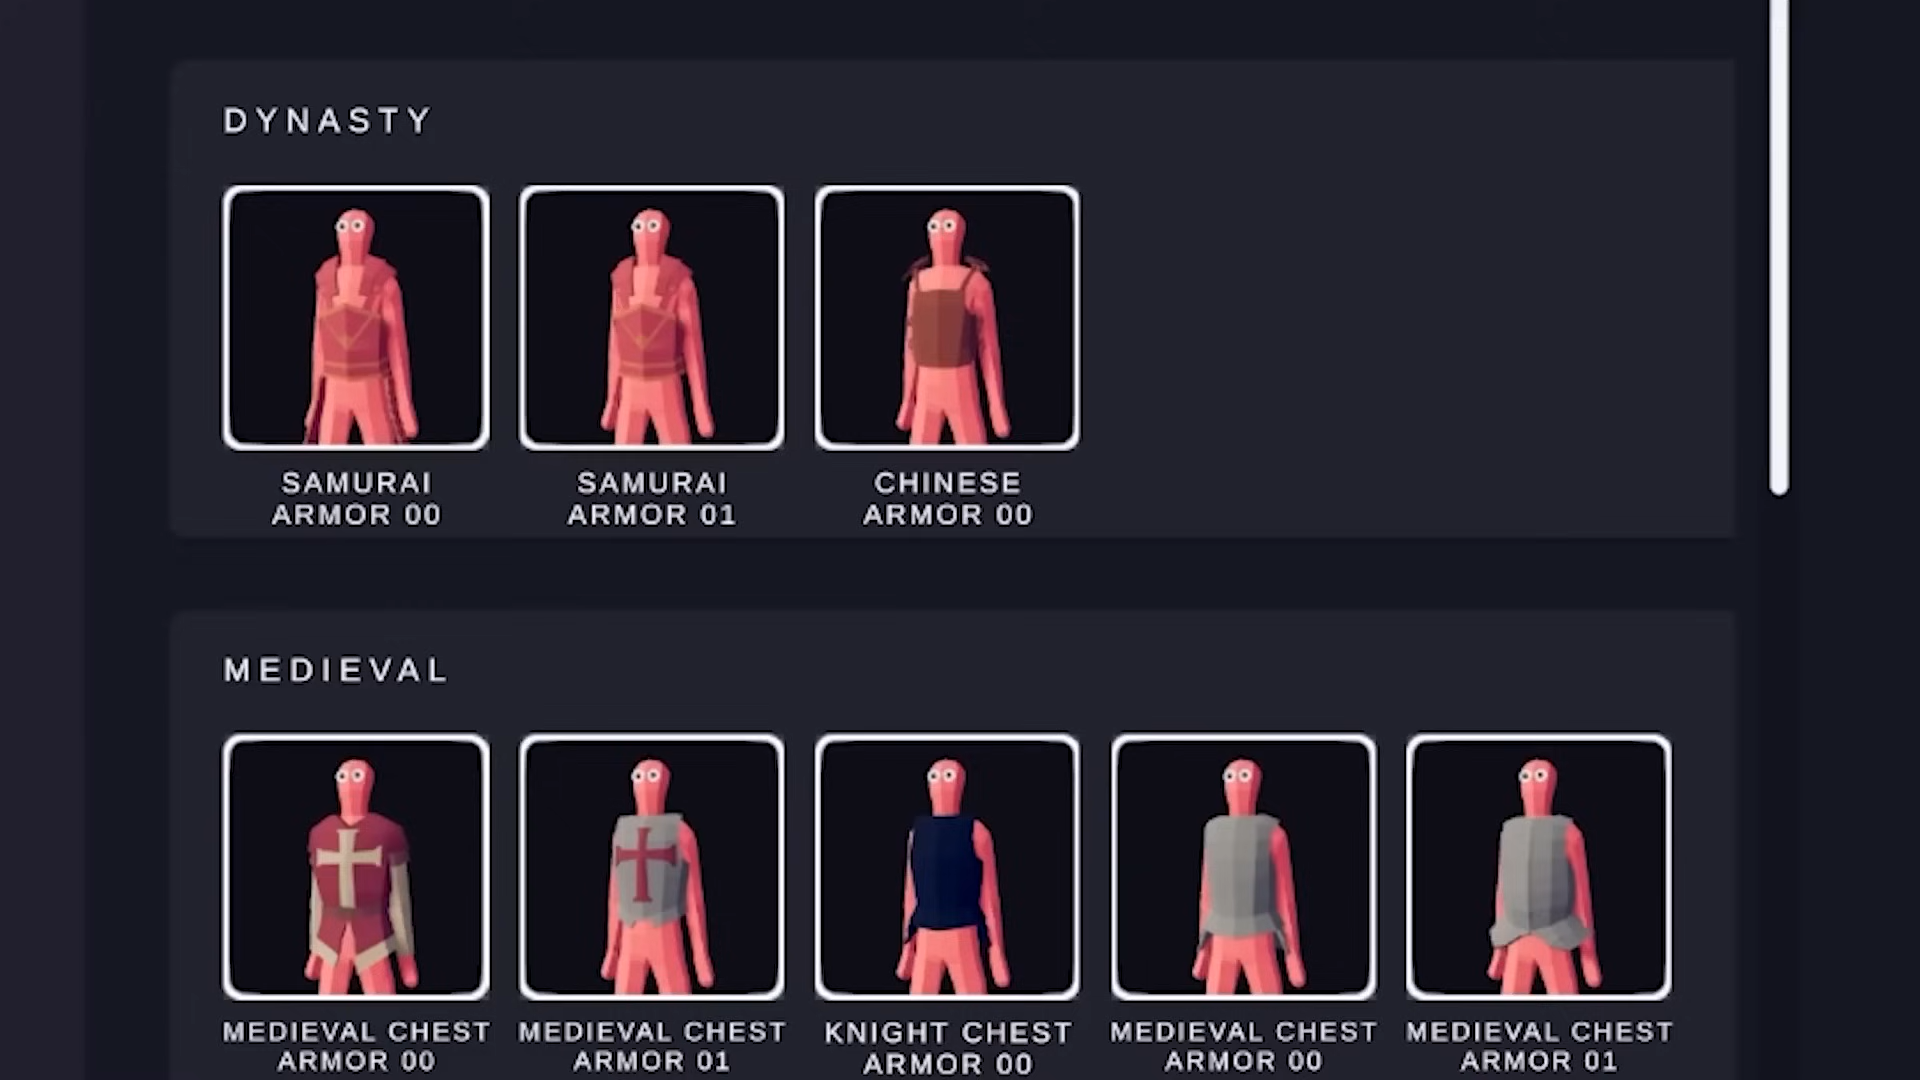 DYNASTY
SAMURAI
ARMOR 00
SAMURAI
ARMOR 01
CHINESE
ARMOR 00
MEDIEVAL
MEDIEVAL CHEST
ARMOR 00
MEDIEVAL CHEST
ARMOR 01
KNIGHT CHEST
ARMOR 00
MEDIEVAL CHEST
ARMOR 00
MEDIEVAL CHEST
ARMOR 01